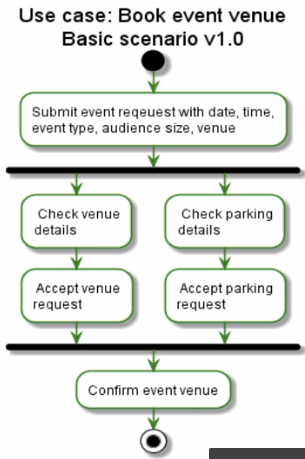 Use case: Book event venue
Basic scenario v1.0
Submit event reqeuest with date, time,
event type, audience size, venue
Check venue
details
Check parking
details
Accept venue
request
Accept parking
request
Confirm event venue